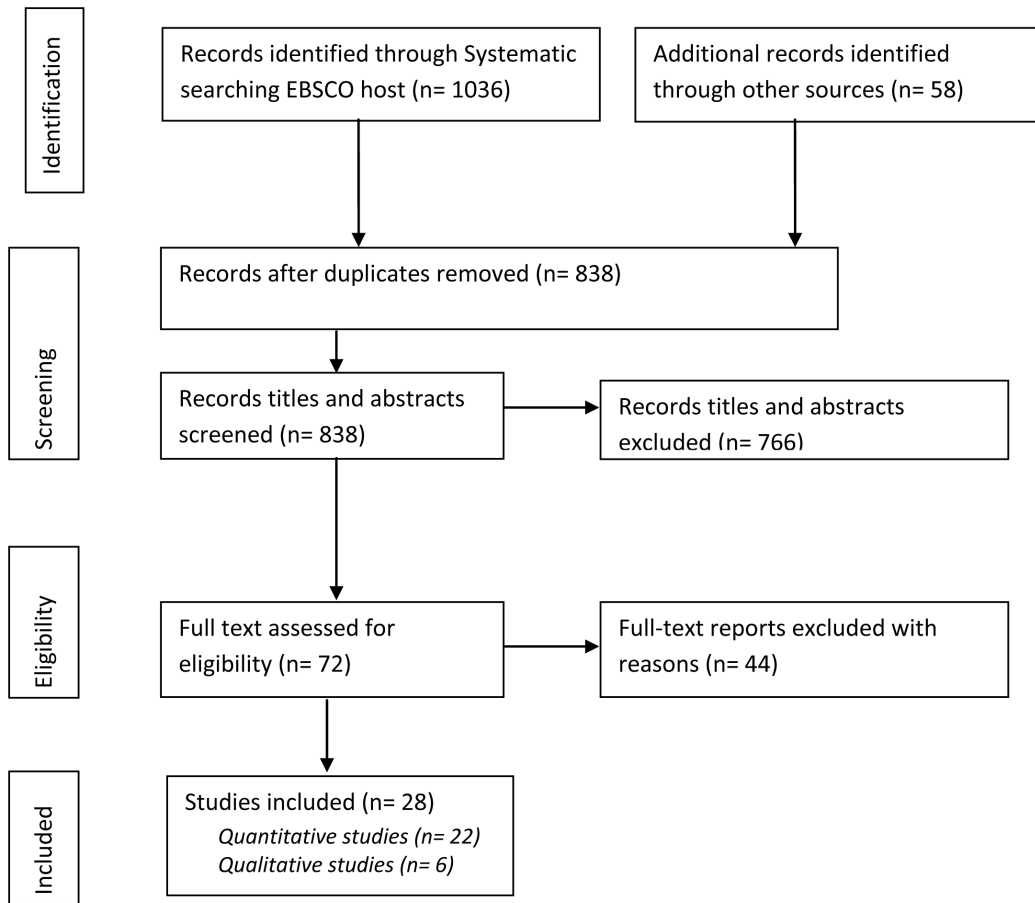 Identification
Records identified through Systematic
searching EBSCO host (n= 1036)
Additional records identified
through other sources (n= 58)
Screening
Records after duplicates removed (n= 838)
Records titles and abstracts
screened (n= 838)
Records titles and abstracts
excluded (n= 766)
Eligibility
Full text assessed for
eligibility (n= 72)
Full-text reports excluded with
reasons (n= 44)
Included
Studies included (n= 28)
Quantitative studies (n= 22)
Qualitative studies (n= 6)